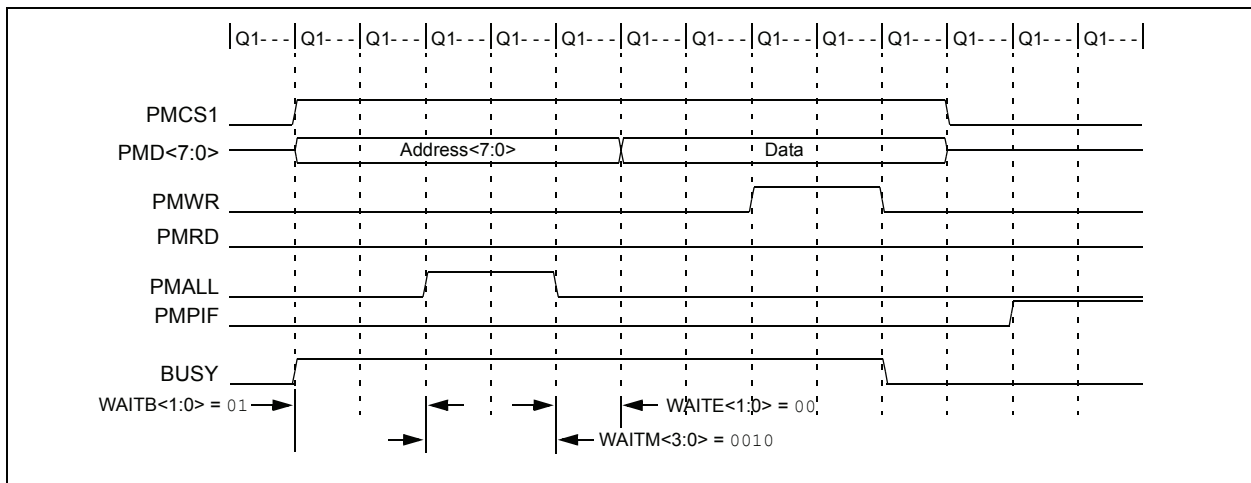 Q1- - - Q1- - - Q1- - - Q1- - - Q1- - - Q1- - - Q1- - - Q1- - - Q1- - - Q1- - - Q1- - - Q1- - - Q1- - -
Q1- - -
PMCS1
PMD<7:0> Address<7:0> Data
PMWR
PMRD
PMALL
PMPIF
BUSY
WAITB<1:0> = 01 WAITE<1:0> = 00
WAITM<3:0> = 0010